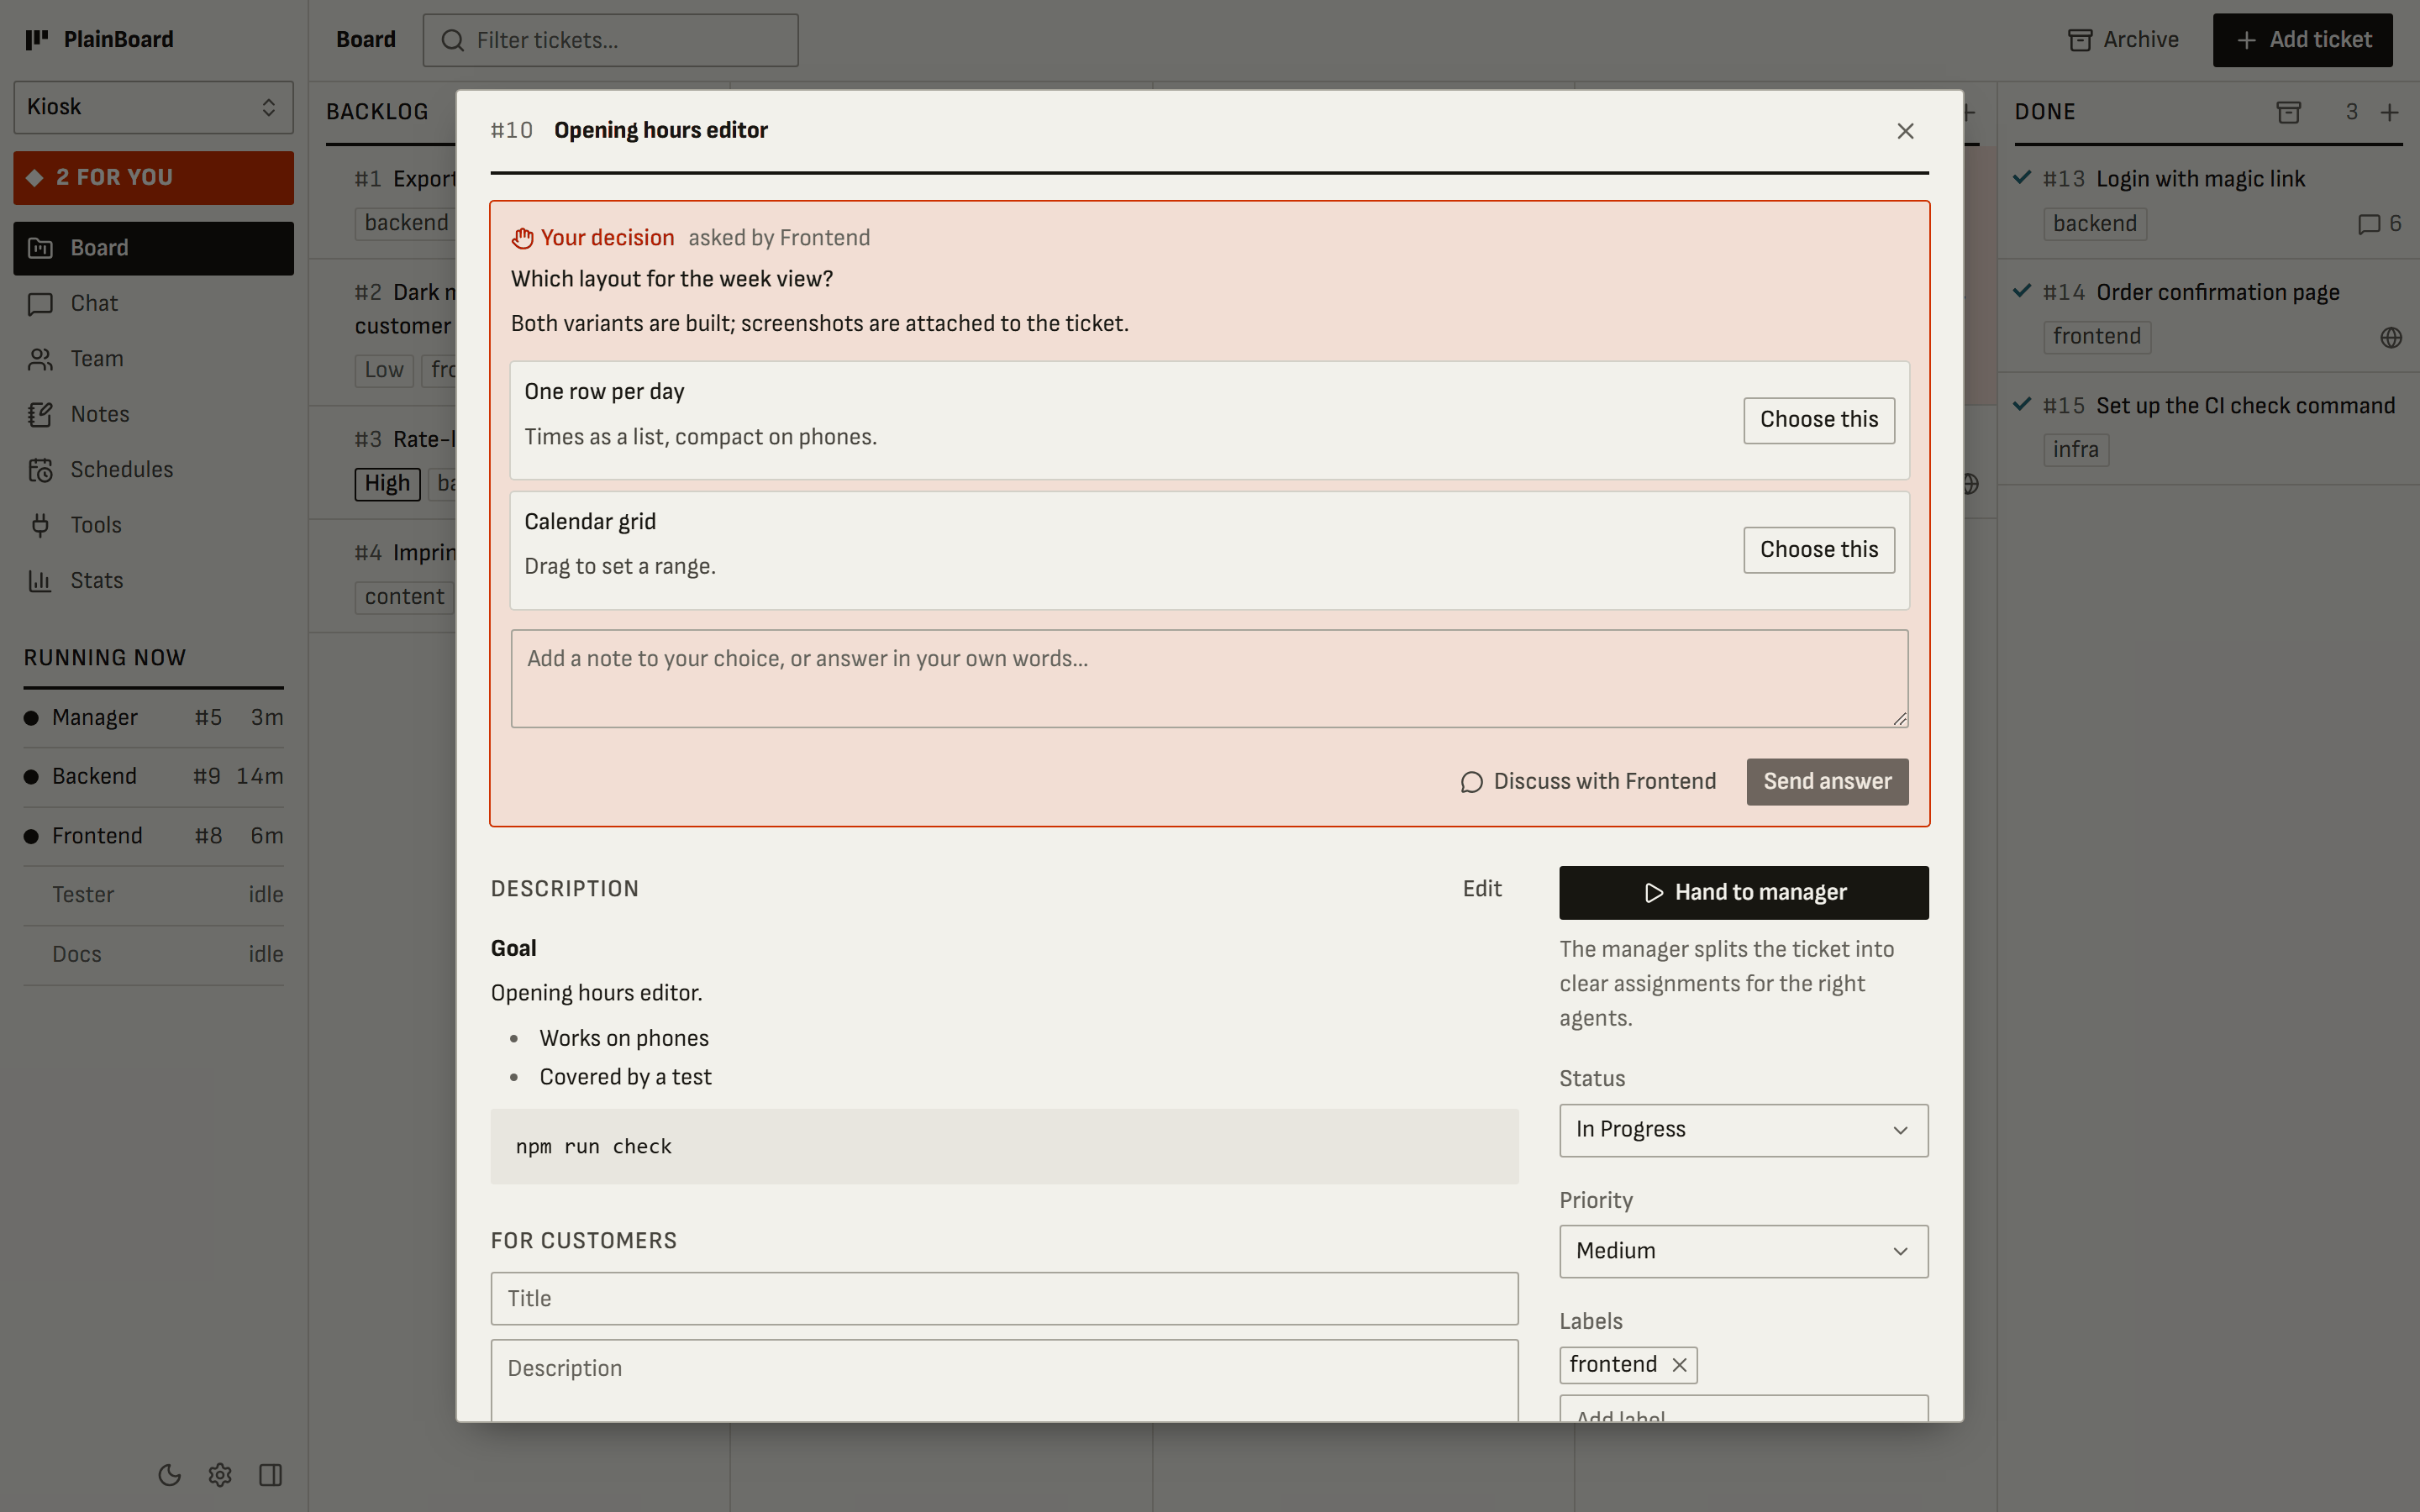 PlainBoard
Kiosk
2 FOR YOU
Board
Chat
Team
Notes
Schedules
Tools
Stats
RUNNING NOW
Manager #5 3m
Backend #9 14m
Frontend #8 6m
Tester idle
Docs idle
Board
Filter tickets...
Archive
Add ticket
BACKLOG
#1 Export
backend
#2 Dark
customer
Low
#3 Rate-
High
#4
content
#10 Opening hours editor
Your decision asked by Frontend
Which layout for the week view?
Both variants are built; screenshots are attached to the ticket.
One row per day
Times as a list, compact on phones.
Choose this
Calendar grid
Drag to set a range.
Choose this
Add a note to your choice, or answer in your own words...
Discuss with Frontend
Send answer
DESCRIPTION
Edit
Goal
Opening hours editor.
Works on phones
Covered by a test
npm run check
FOR CUSTOMERS
Title
Description
Hand to manager
The manager splits the ticket into
clear assignments for the right
agents.
Status
In Progress
Priority
Medium
Labels
frontend
Add label
DONE 3
#13 Login with magic link
backend 6
#14 Order confirmation page
frontend
#15 Set up the CI check command
infra